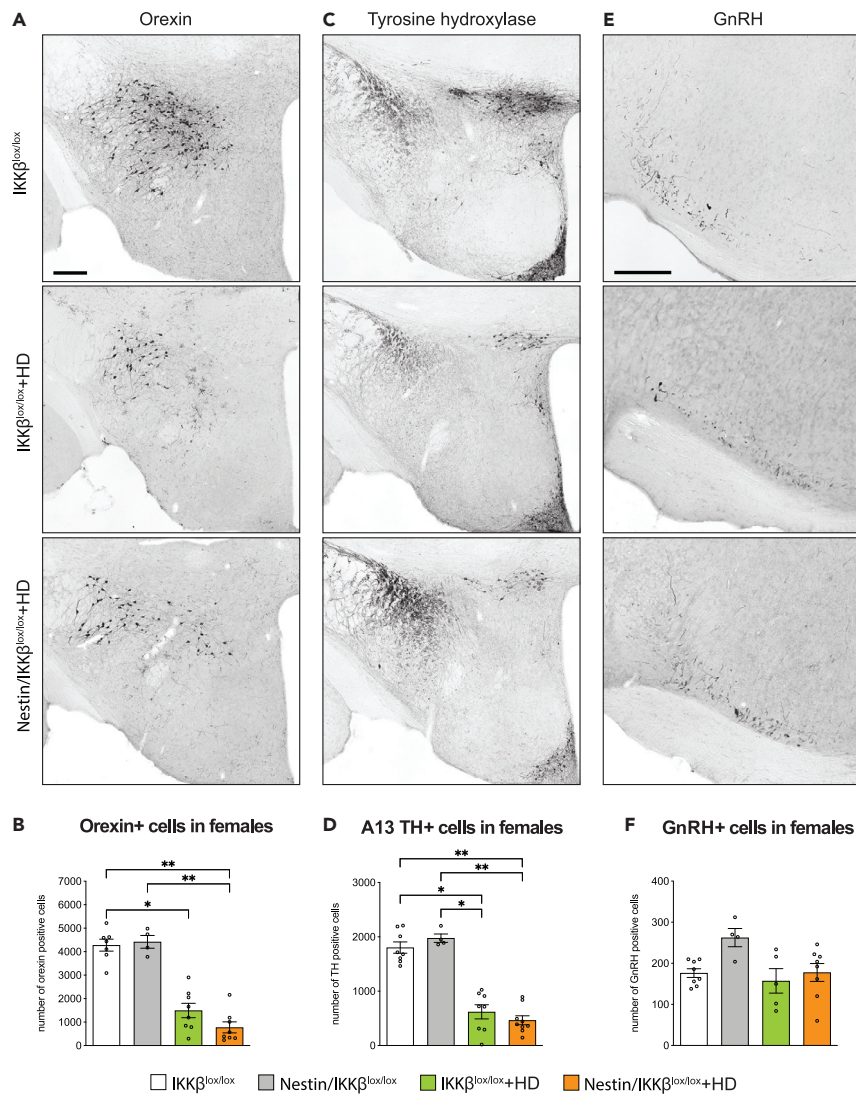 A Orexin
C Tyrosine hydroxylase
E GnRH
IKKβlox/lox
IKKβlox/lox+HD
Nestin/IKKβlox/lox+HD
B Orexin+ cells in females
number of orexin positive cells
7000
6000
5000
4000
3000
2000
1000
0
**
**
*
D A13 TH+ cells in females
number of TH positive cells
3000
2000
1000
0
**
**
*
*
F GnRH+ cells in females
number of GnRH positive cells
400
300
200
100
0
IKKβlox/lox Nestin/IKKβlox/lox IKKβlox/lox+HD Nestin/IKKβlox/lox+HD